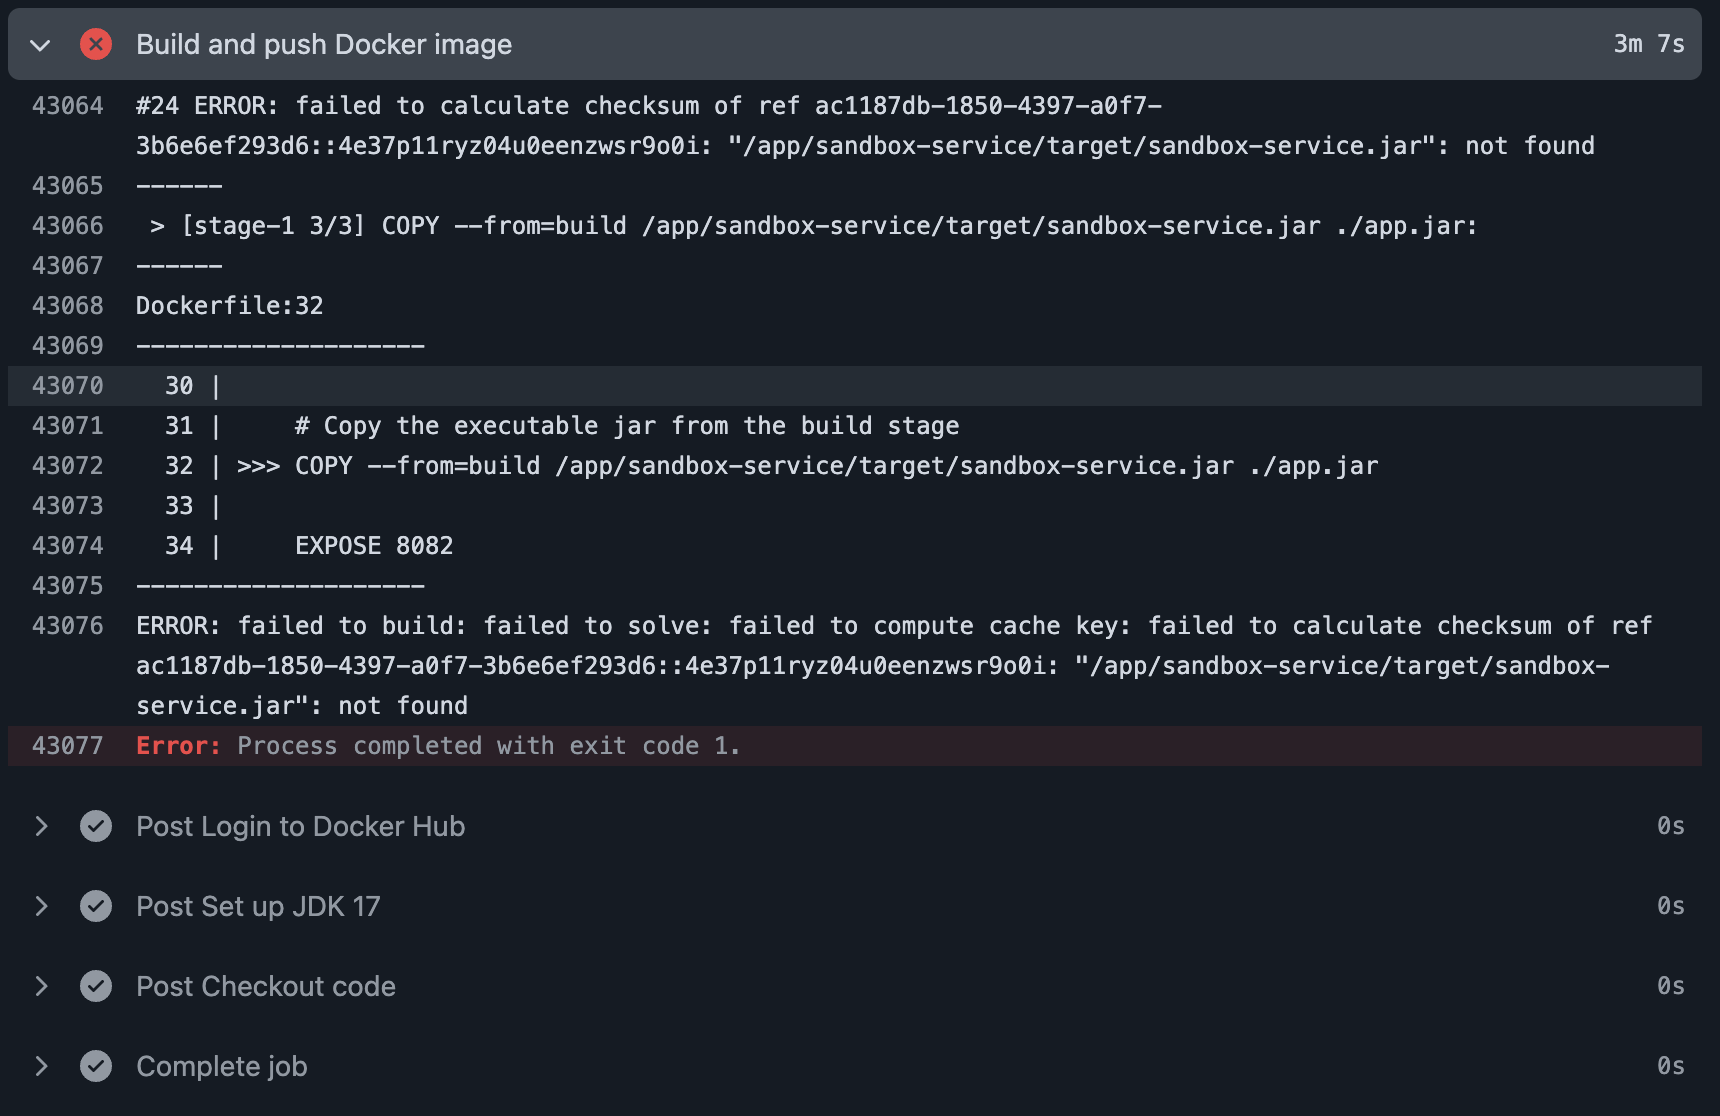 Build and push Docker image 3m 7s
43064 #24 ERROR: failed to calculate checksum of ref ac1187db-1850-4397-a0f7-
3b6e6ef293d6::4e37p11ryz04u0eenzwsr9o0i: "/app/sandbox-service/target/sandbox-service.jar": not found
43065 ------
43066 > [stage-1 3/3] COPY --from=build /app/sandbox-service/target/sandbox-service.jar ./app.jar:
43067 ------
43068 Dockerfile:32
43069 --------------------
43070 30 |
43071 31 | # Copy the executable jar from the build stage
43072 32 | >>> COPY --from=build /app/sandbox-service/target/sandbox-service.jar ./app.jar
43073 33 |
43074 34 | EXPOSE 8082
43075 --------------------
43076 ERROR: failed to build: failed to solve: failed to compute cache key: failed to calculate checksum of ref
ac1187db-1850-4397-a0f7-3b6e6ef293d6::4e37p11ryz04u0eenzwsr9o0i: "/app/sandbox-service/target/sandbox-
service.jar": not found
43077 Error: Process completed with exit code 1.
Post Login to Docker Hub 0s
Post Set up JDK 17 0s
Post Checkout code 0s
Complete job 0s